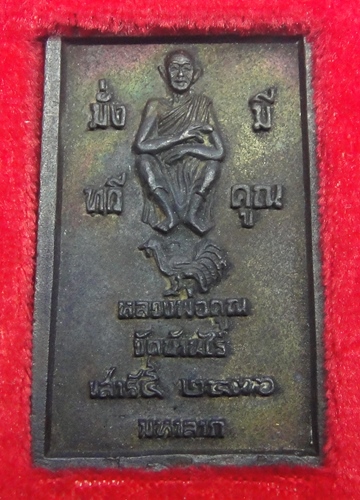 มั่ง มี
ทวี คูณ
หลวงพ่อคูณ
วัดบ้านไร่
เสาร์๕ ๒๕๓๖
มหาลาภ